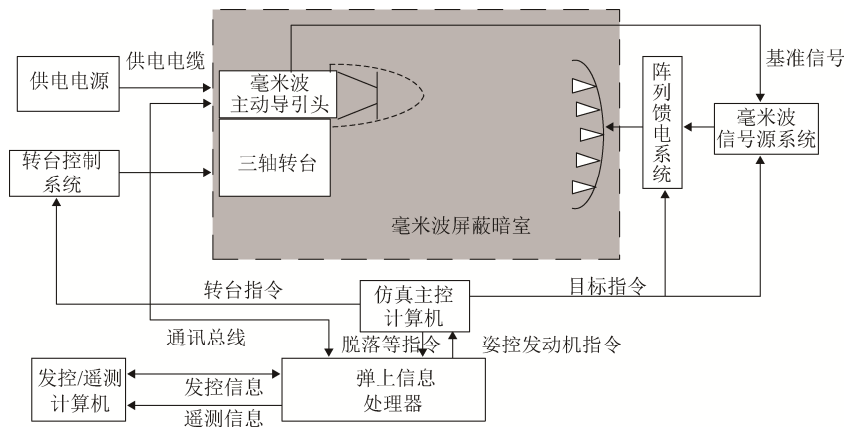 供电电源
供电电缆
毫米波
主动导引头
三轴转台
转台控制
系统
毫米波屏蔽暗室
阵列馈电系统
基准信号
毫米波
信号源系统
转台指令
仿真主控
计算机
目标指令
通讯总线
脱落等指令
姿控发动机指令
发控/遥测
计算机
发控信息
遥测信息
弹上信息
处理器